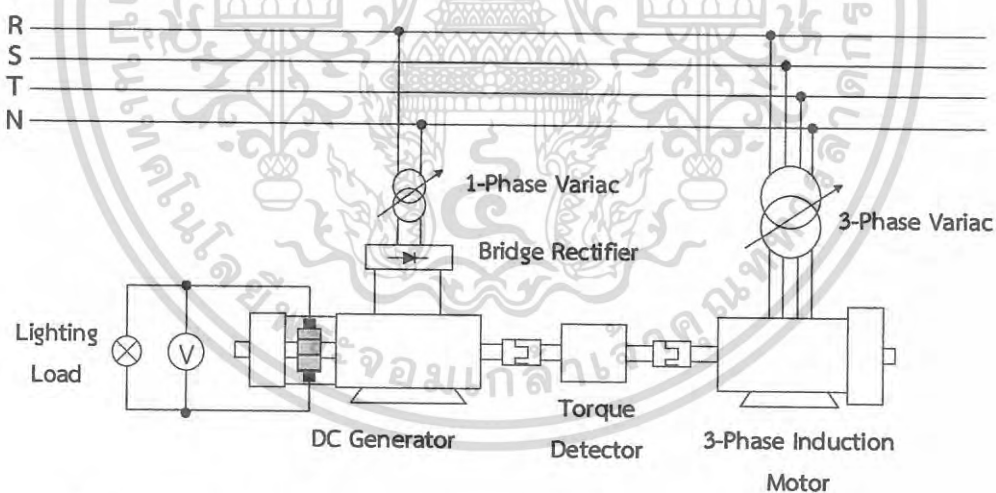 R
S
T
N
1-Phase Variac
3-Phase Variac
Bridge Rectifier
Lighting
Load
V
DC Generator
Torque
Detector
3-Phase Induction
Motor